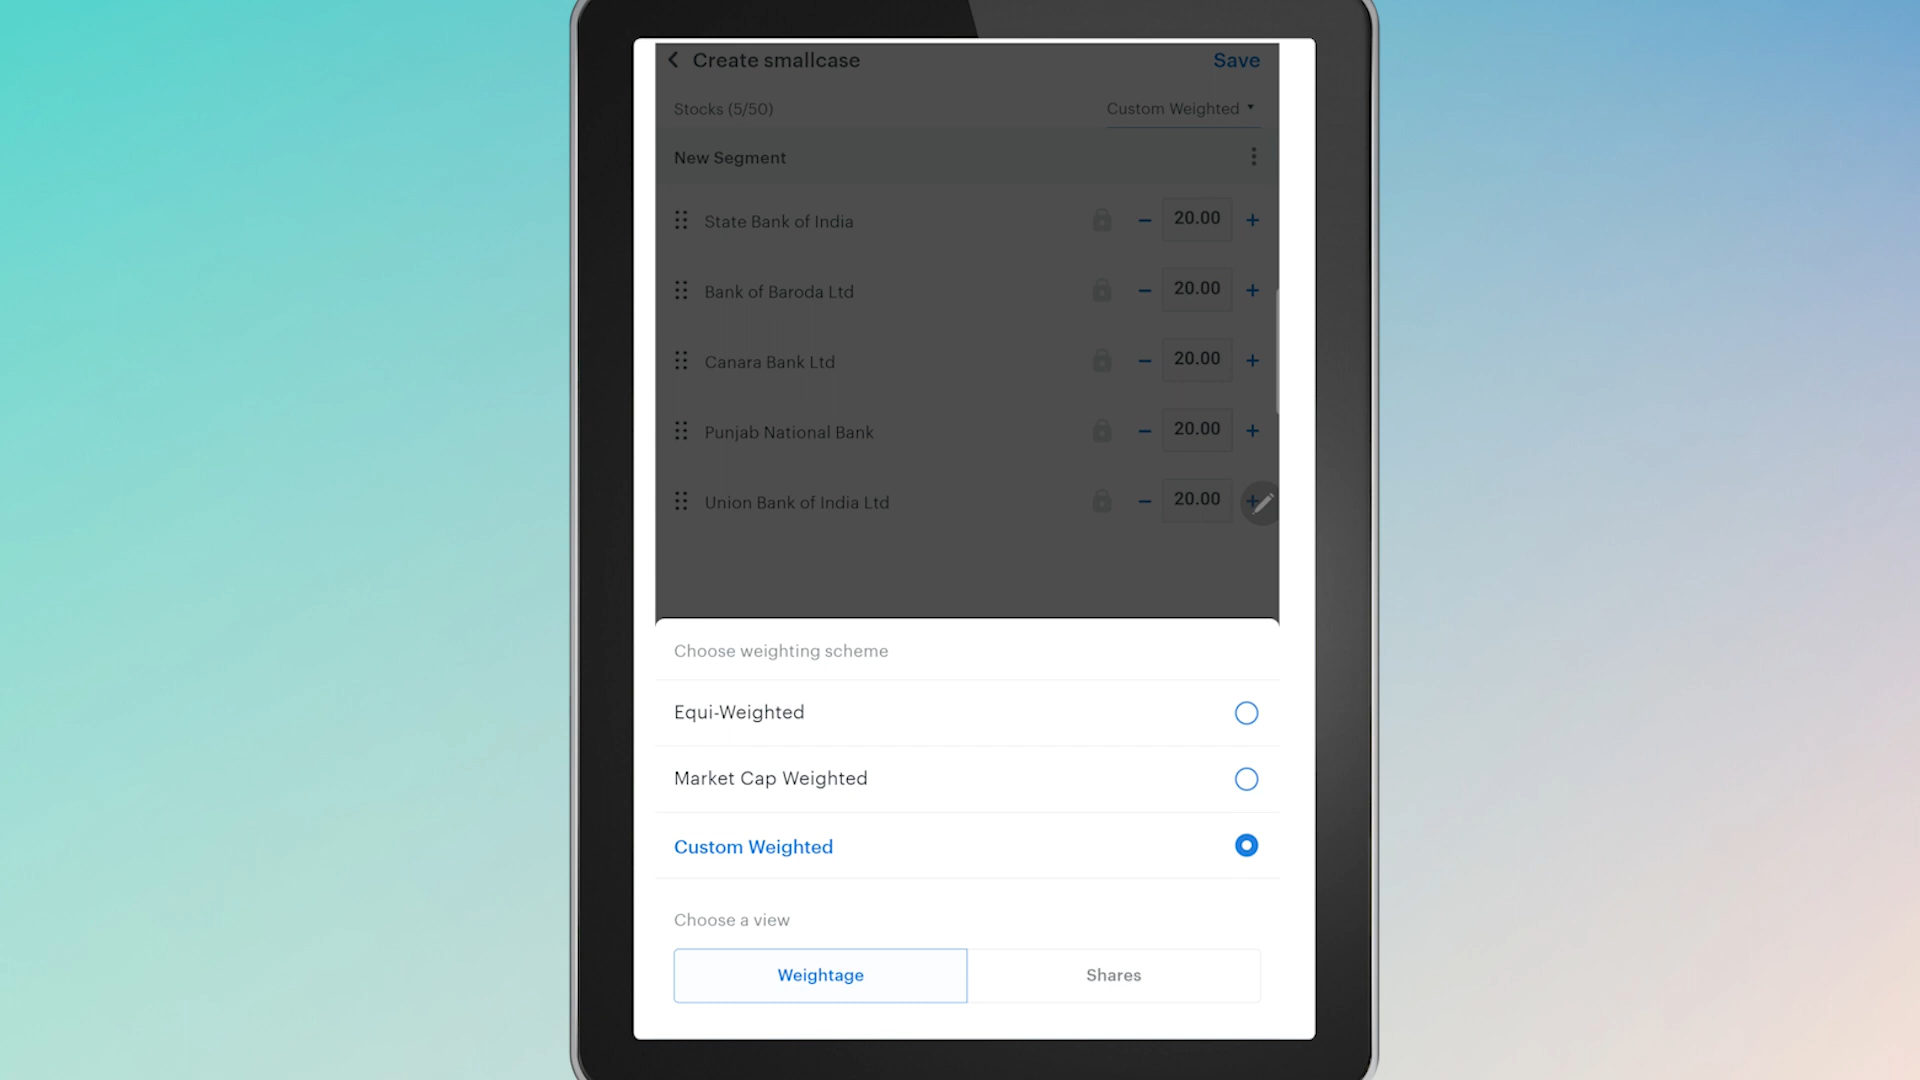 Create smallcase Save
Stocks (5/50) Custom Weighted
New Segment
State Bank of India 20.00
Bank of Baroda Ltd 20.00
Canara Bank Ltd 20.00
Punjab National Bank 20.00
Union Bank of India Ltd 20.00
Choose weighting scheme
Equi-Weighted
Market Cap Weighted
Custom Weighted
Choose a view
Weightage Shares